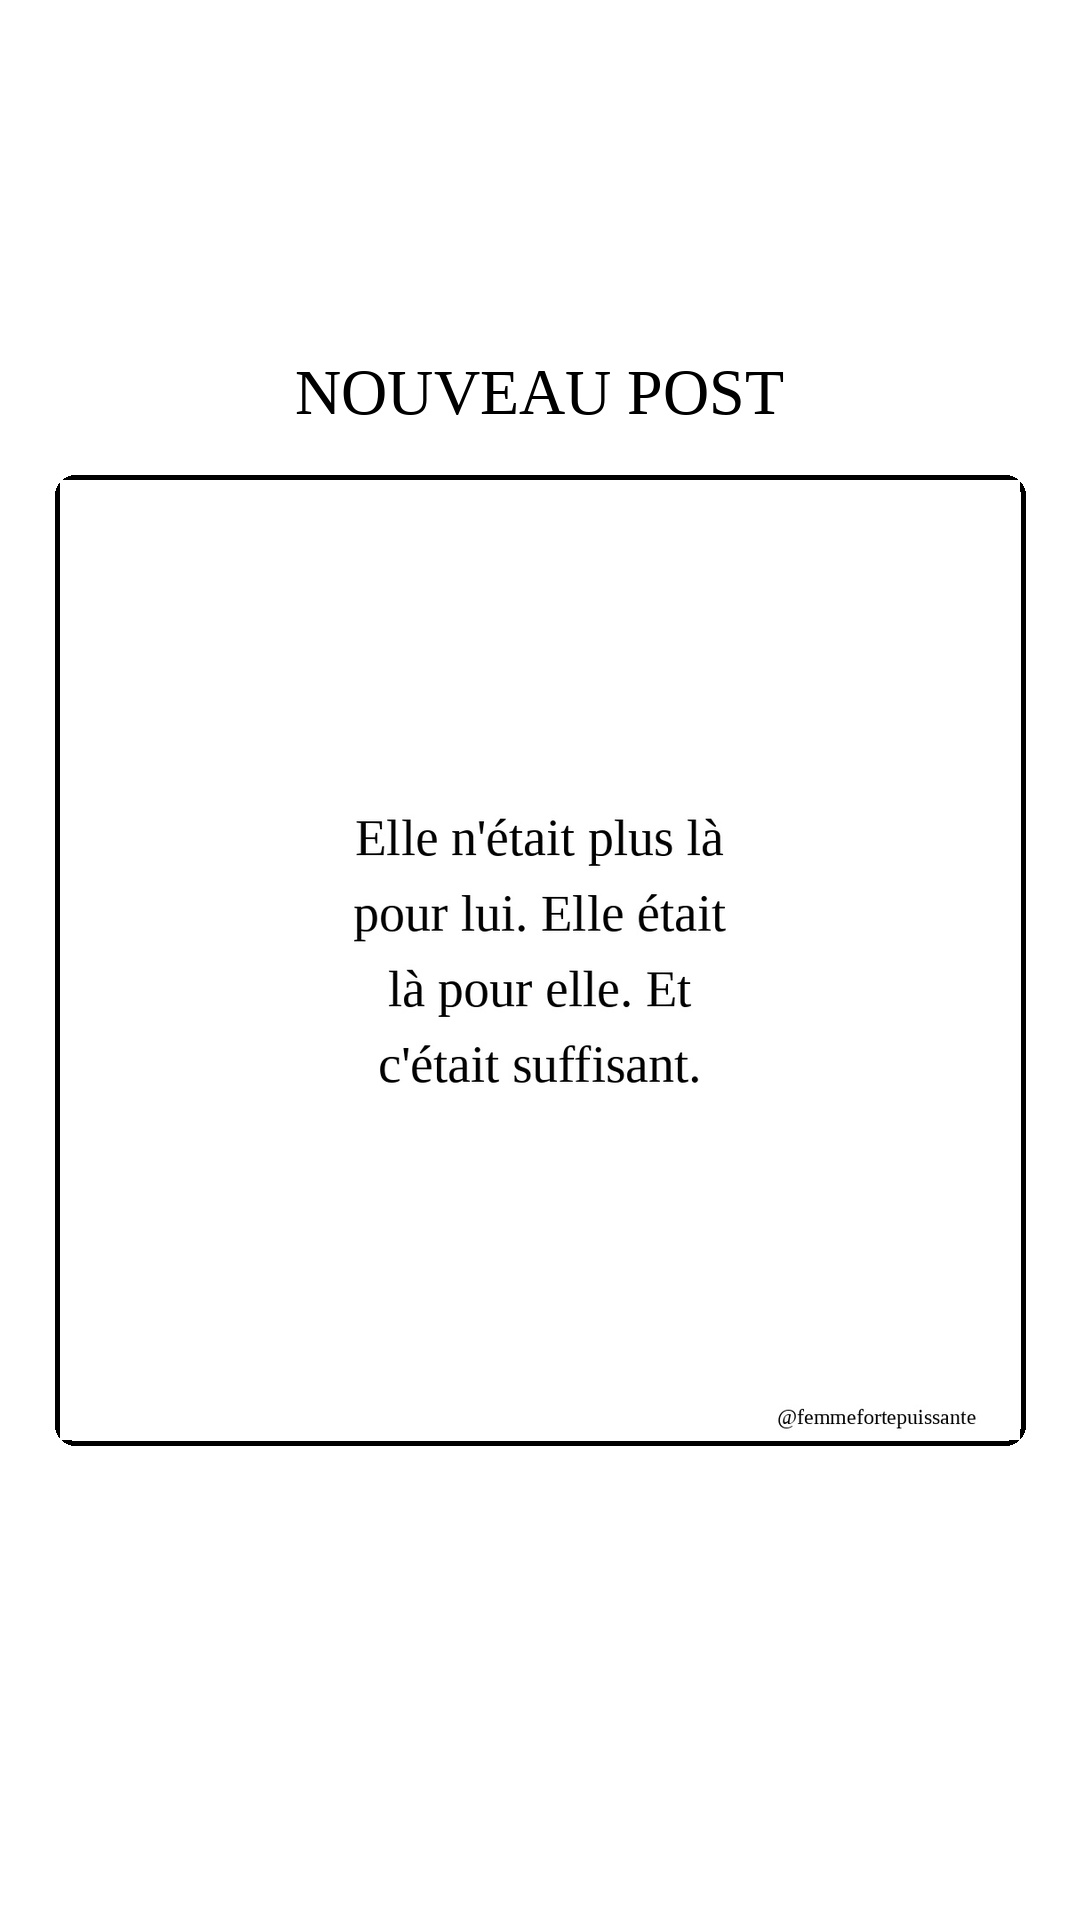 NOUVEAU POST
Elle n'était plus là
pour lui. Elle était
là pour elle. Et
c'était suffisant.
@femmefortepuissante